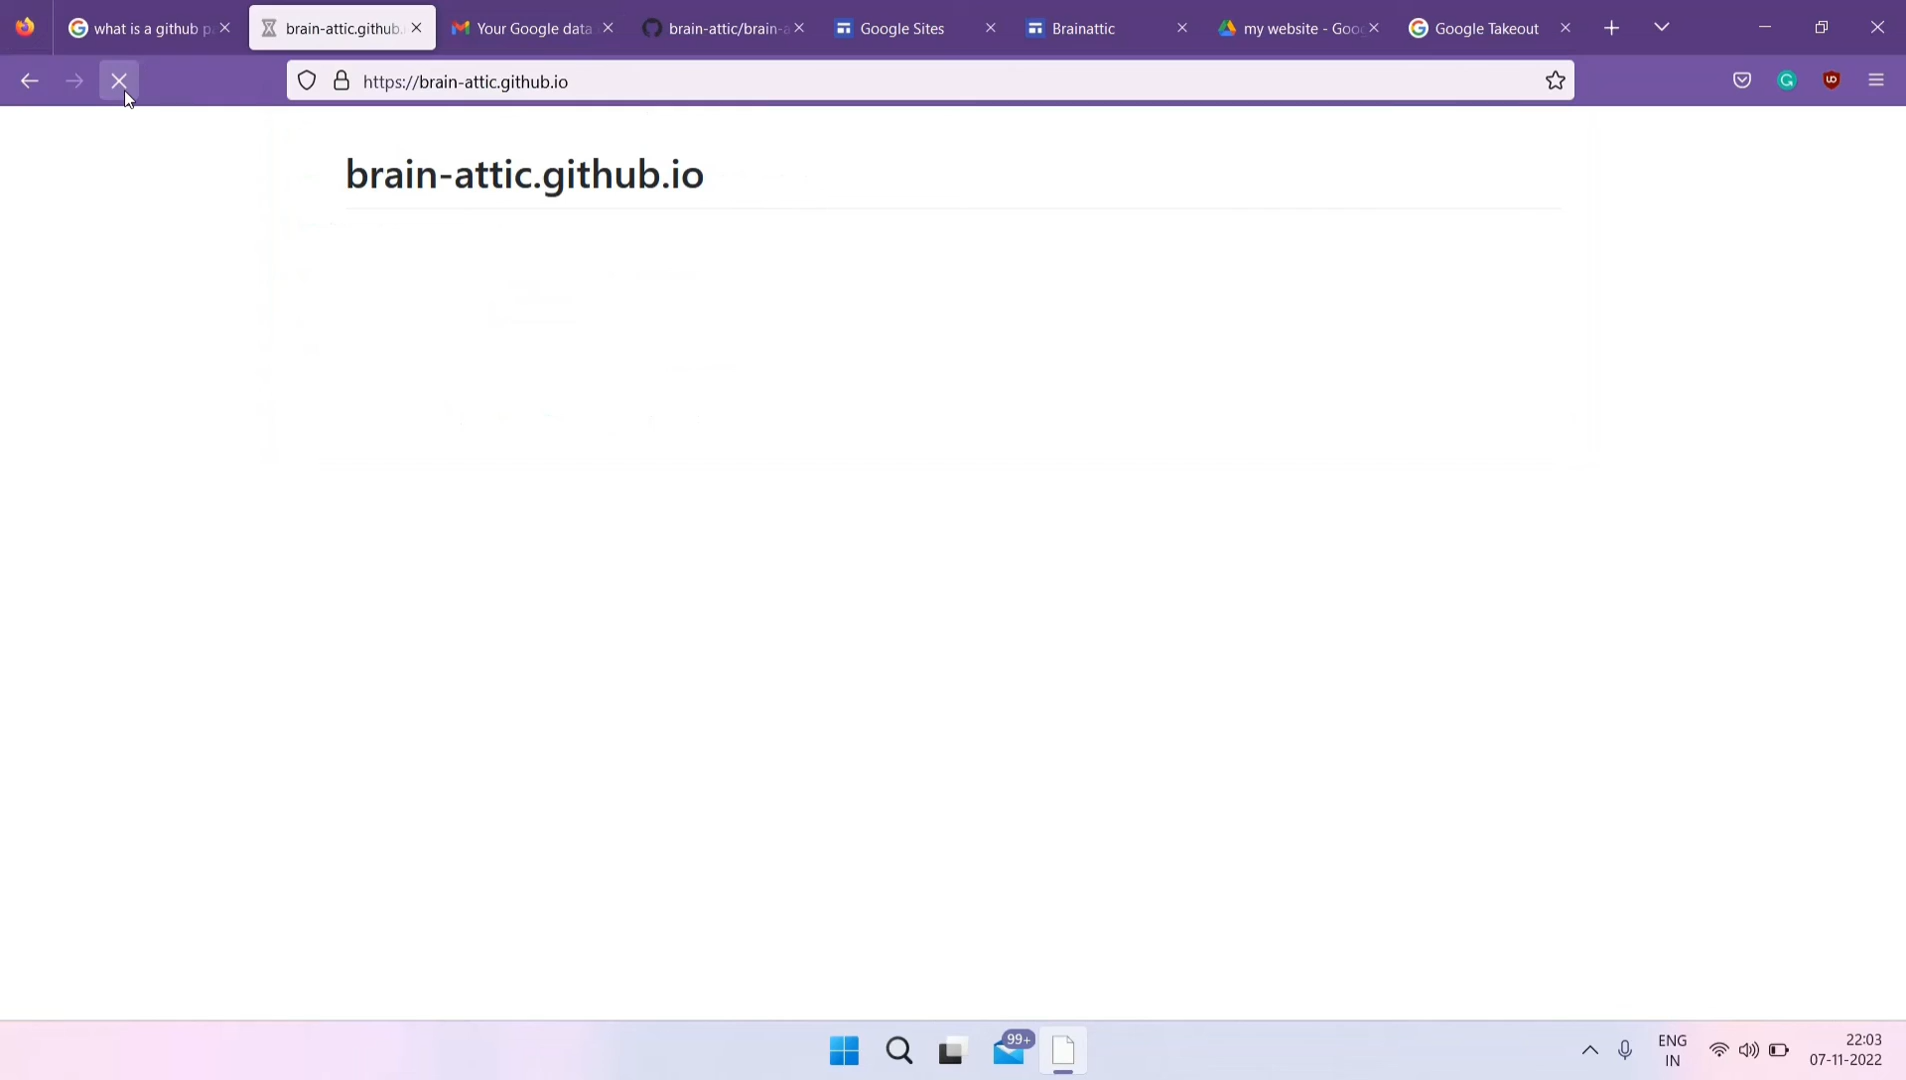 what is a github p
brain-attic.github.
Your Google data
brain-attic/brain-a
Google Sites
Brainattic
my website - Goo
Google Takeout
https://brain-attic.github.io
brain-attic.github.io
99+
ENG
IN
22:03
07-11-2022